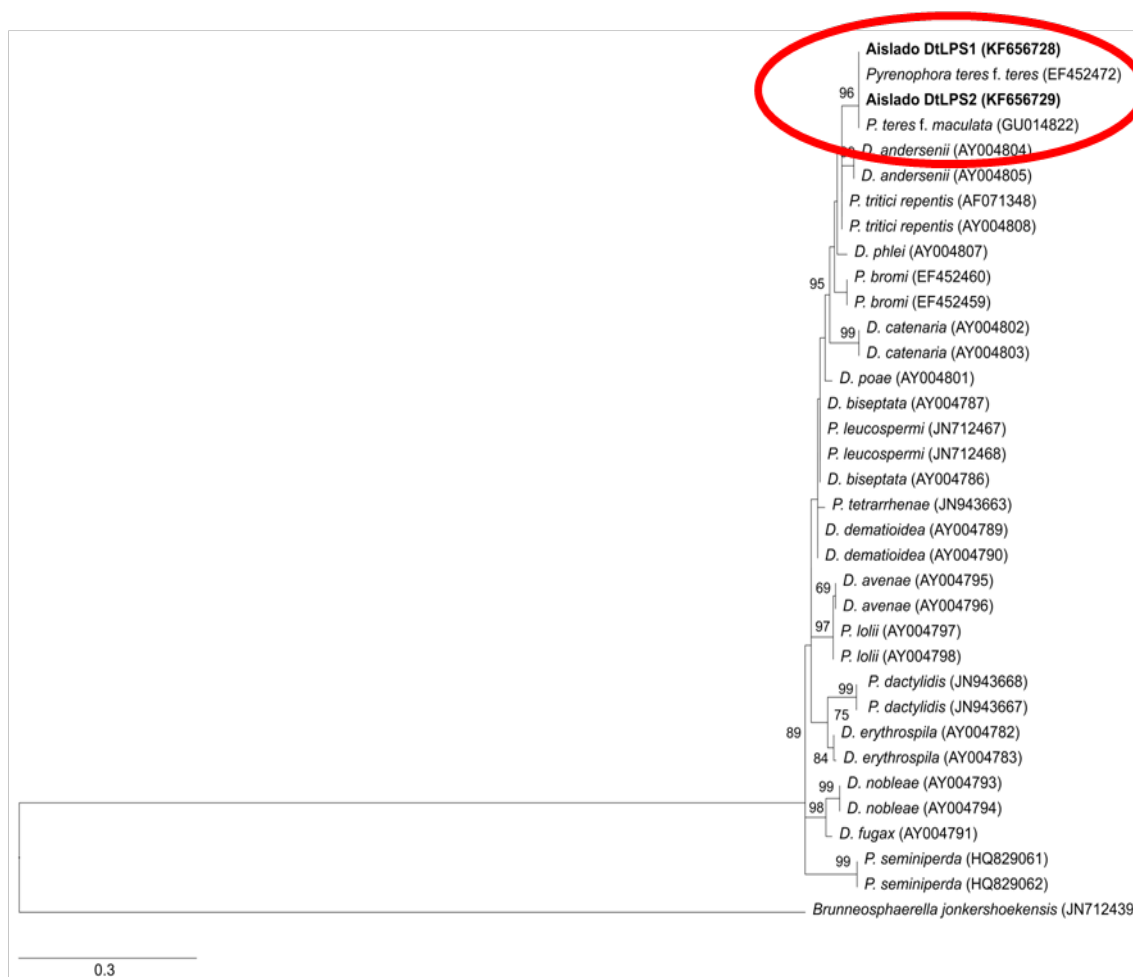 Aislado DtLPS1 (KF656728)
Pyrenophora teres f. teres (EF452472)
96
Aislado DtLPS2 (KF656729)
P. teres f. maculata (GU014822)
D. andersenii (AY004804)
D. andersenii (AY004805)
P. tritici repentis (AF071348)
P. tritici repentis (AY004808)
D. phlei (AY004807)
95
P. bromi (EF452460)
P. bromi (EF452459)
99
D. catenaria (AY004802)
D. catenaria (AY004803)
D. poae (AY004801)
D. biseptata (AY004787)
P. leucospermi (JN712467)
P. leucospermi (JN712468)
D. biseptata (AY004786)
P. tetrarrhenae (JN943663)
D. dematioidea (AY004789)
D. dematioidea (AY004790)
69
D. avenae (AY004795)
D. avenae (AY004796)
97
P. lolii (AY004797)
P. lolii (AY004798)
99
P. dactylidis (JN943668)
75
P. dactylidis (JN943667)
89
D. erythrospila (AY004782)
84
D. erythrospila (AY004783)
99
D. nobleae (AY004793)
98
D. nobleae (AY004794)
D. fugax (AY004791)
99
P. seminiperda (HQ829061)
P. seminiperda (HQ829062)
Brunneosphaerella jonkershoekensis (JN712439
0.3